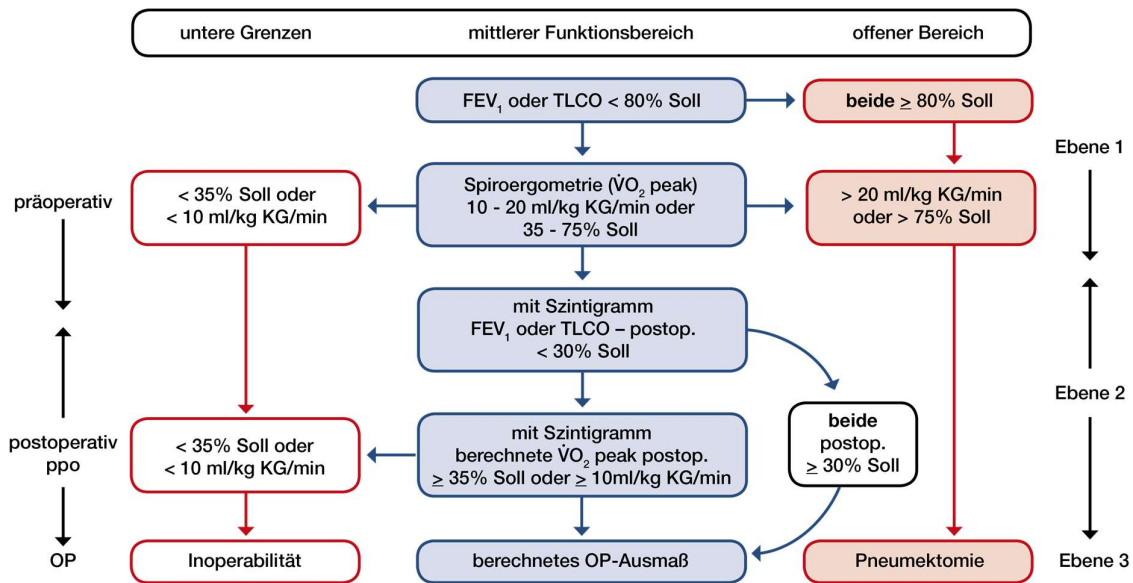 untere Grenzen
mittlerer Funktionsbereich
offener Bereich
FEV₁ oder TLCO < 80% Soll
beide ≥ 80% Soll
Ebene 1
präoperativ
< 35% Soll oder
< 10 ml/kg KG/min
Spiroergometrie (V̇O₂ peak)
10 - 20 ml/kg KG/min oder
35 - 75% Soll
> 20 ml/kg KG/min
oder > 75% Soll
mit Szintigramm
FEV₁ oder TLCO – postop.
< 30% Soll
Ebene 2
beide
postop.
≥ 30% Soll
postoperativ
ppo
< 35% Soll oder
< 10 ml/kg KG/min
mit Szintigramm
berechnete V̇O₂ peak postop.
≥ 35% Soll oder ≥ 10ml/kg KG/min
OP
Inoperabilität
berechnetes OP-Ausmaß
Pneumektomie
Ebene 3